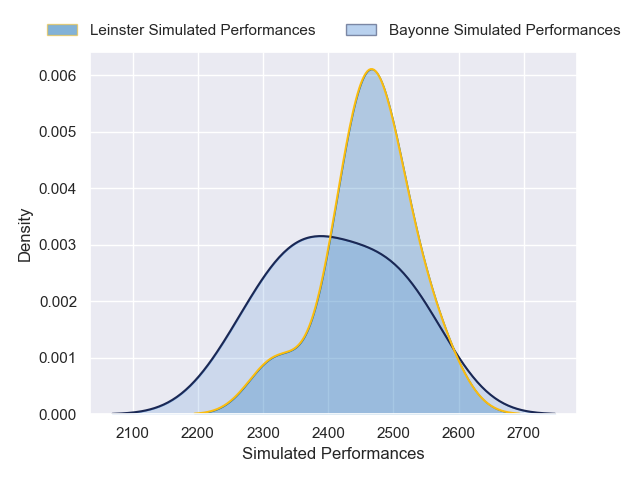 Leinster Simulated Performances
Bayonne Simulated Performances
0.006
0.005
0.004
0.003
0.002
0.001
0.000
Density
2100 2200 2300 2400 2500 2600 2700
Simulated Performances